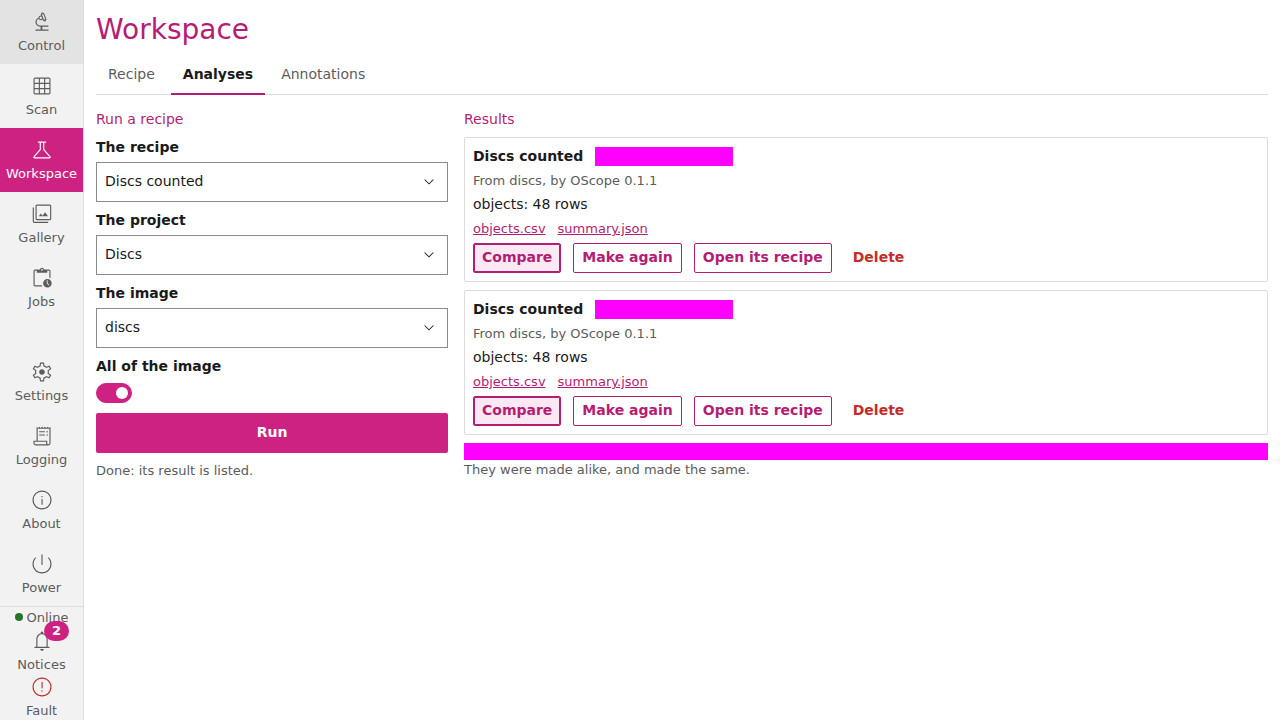 Control
Scan
Workspace
Gallery
Jobs
Settings
Logging
About
Power
Online
2
Notices
Fault
Workspace
Recipe
Analyses
Annotations
Run a recipe
The recipe
Discs counted
The project
Discs
The image
discs
All of the image
Run
Done: its result is listed.
Results
Discs counted
From discs, by OScope 0.1.1
objects: 48 rows
objects.csv summary.json
Compare Make again Open its recipe Delete
Discs counted
From discs, by OScope 0.1.1
objects: 48 rows
objects.csv summary.json
Compare Make again Open its recipe Delete
They were made alike, and made the same.